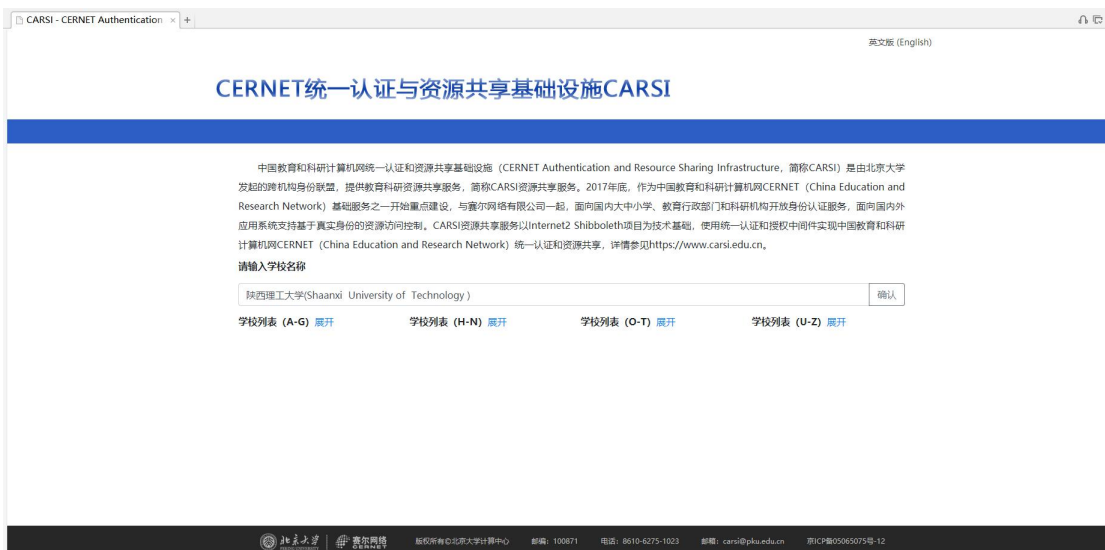 CARSI - CERNET Authentication × +
英文版 (English)
CERNET统一认证与资源共享基础设施CARSI
中国教育和科研计算机网统一认证和资源共享基础设施（CERNET Authentication and Resource Sharing Infrastructure，简称CARSI）是由北京大学
发起的跨机构身份联盟，提供教育科研资源共享服务，简称CARSI资源共享服务。2017年底，作为中国教育和科研计算机网CERNET（China Education and
Research Network）基础服务之一开始重点建设，与赛尔网络有限公司一起，面向国内大中小学、教育行政部门和科研机构开放身份认证服务，面向国内外
应用系统支持基于真实身份的资源访问控制。CARSI资源共享服务以Internet2 Shibboleth项目为技术基础，使用统一认证和授权中间件实现中国教育和科研
计算机网CERNET（China Education and Research Network）统一认证和资源共享，详情参见https://www.carsi.edu.cn。
请输入学校名称
陕西理工大学(Shaanxi University of Technology ) 确认
学校列表（A-G）展开 学校列表（H-N）展开 学校列表（O-T）展开 学校列表（U-Z）展开
北京大学 赛尔网络 CERNET 版权所有©北京大学计算中心 邮编：100871 电话：8610-6275-1023 邮箱：carsi@pku.edu.cn 京ICP备05065075号-12